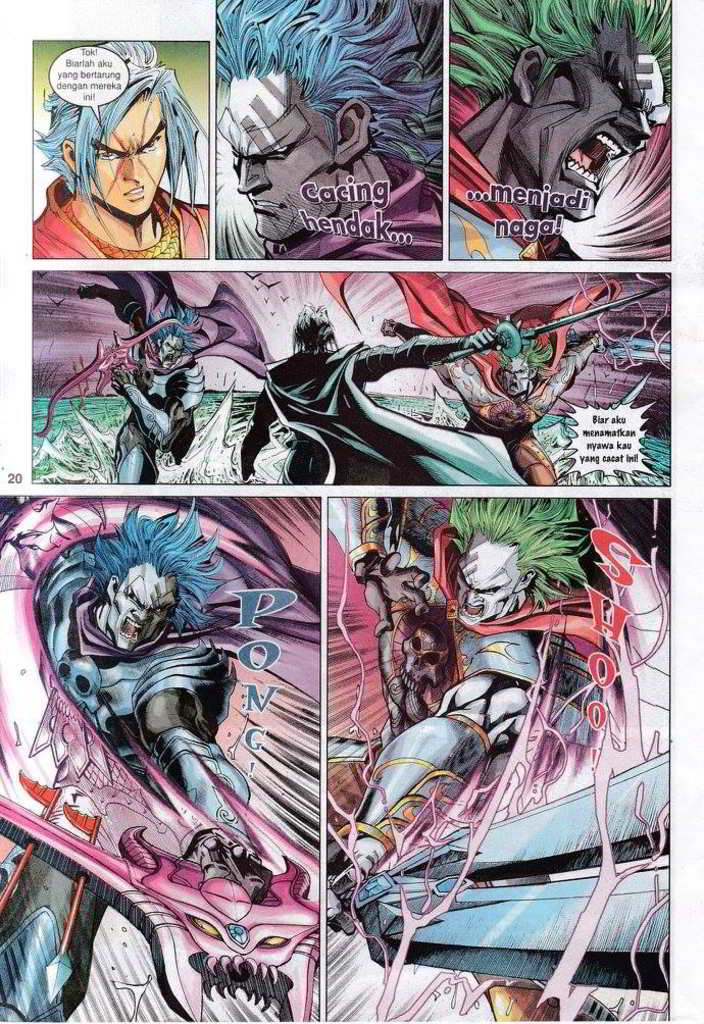 Tok!
Biarlah aku
yang bertarung
dengan mereka
ini!
Cacing
hendak...
...menjadi
naga!
Biar aku
menamatkan
nyawa kau
yang cacat ini!
20
PONG!
SHOO!